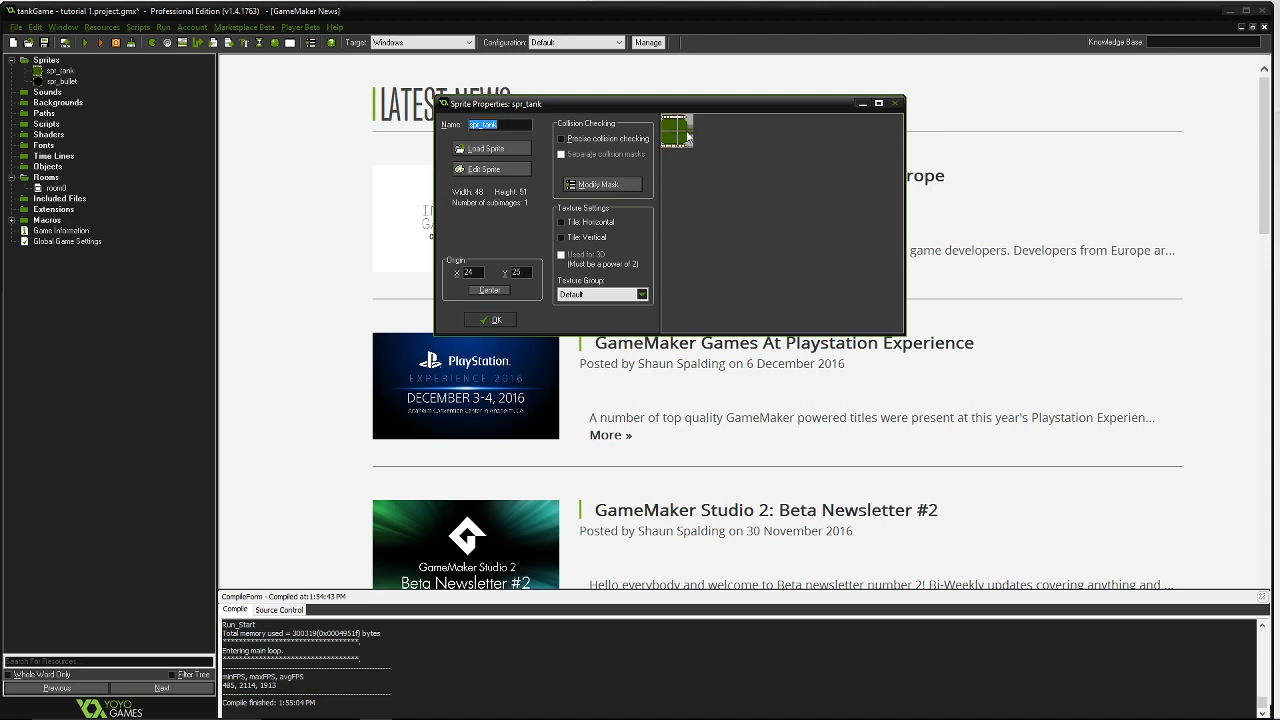 tankGame - tutorial 1.project.gmx* - Professional Edition (v1.4.1763) - [GameMaker News]
File Edit Window Resources Scripts Run Account Marketplace Beta Player Beta Help
Target: Windows Configuration: Default Manage Knowledge Base:
Sprites
spr_tank
spr_bullet
Sounds
Backgrounds
Paths
Scripts
Shaders
Fonts
Time Lines
Objects
Rooms
room0
Included Files
Extensions
Macros
Game Information
Global Game Settings
Search For Resources
Whole Word Only Filter Tree
Previous Next
YOYO
GAMES
LATEST NEWS
Sprite Properties: spr_tank
Name: spr_tank
Load Sprite
Edit Sprite
Width: 48 Height: 51
Number of subimages: 1
Origin
X 24 Y 25
Center
OK
Collision Checking
Precise collision checking
Separate collision masks
Modify Mask
Texture Settings
Tile: Horizontal
Tile: Vertical
Used for 3D
(Must be a power of 2)
Texture Group:
Default
rope
game developers. Developers from Europe ar...
PlayStation.
EXPERIENCE 2016
DECEMBER 3-4, 2016
Anaheim Convention Center in Anaheim, CA
GameMaker Games At Playstation Experience
Posted by Shaun Spalding on 6 December 2016
A number of top quality GameMaker powered titles were present at this year's Playstation Experien...
More »
GameMaker Studio 2
Beta Newsletter #2
GameMaker Studio 2: Beta Newsletter #2
Posted by Shaun Spalding on 30 November 2016
Hello everybody and welcome to Beta newsletter number 2! Bi-Weekly updates covering anything and ...
CompileForm - Compiled at: 1:54:43 PM
Compile Source Control
Run_Start
Total memory used = 300319(0x0004951f) bytes
Entering main loop.
minFPS, maxFPS, avgFPS
485, 2114, 1913
Compile finished: 1:55:04 PM